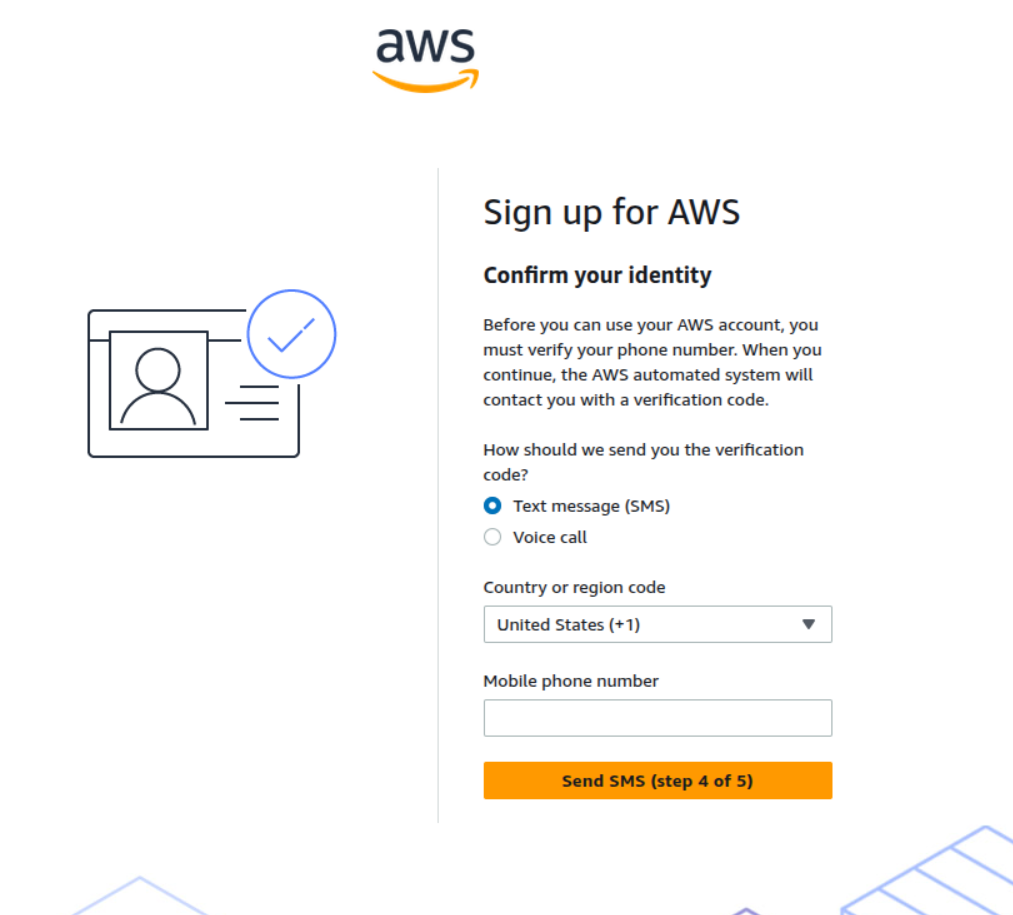 aws
Sign up for AWS
Confirm your identity
Before you can use your AWS account, you
must verify your phone number. When you
continue, the AWS automated system will
contact you with a verification code.
How should we send you the verification
code?
Text message (SMS)
Voice call
Country or region code
United States (+1)
Mobile phone number
Send SMS (step 4 of 5)